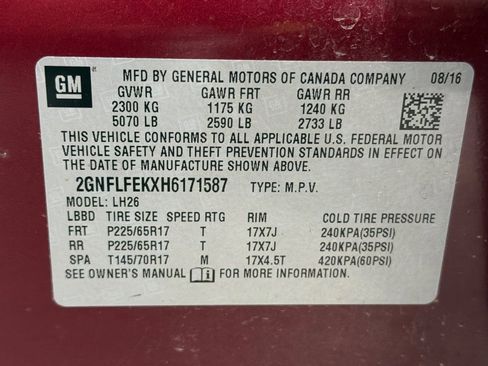 GM
MFD BY GENERAL MOTORS OF CANADA COMPANY 08/16
GVWR GAWR FRT GAWR RR
2300 KG 1175 KG 1240 KG
5070 LB 2590 LB 2733 LB
THIS VEHICLE CONFORMS TO ALL APPLICABLE U.S. FEDERAL MOTOR
VEHICLE SAFETY AND THEFT PREVENTION STANDARDS IN EFFECT ON
THE DATE OF MANUFACTURE SHOWN ABOVE.
2GNFLFEKXH6171587 TYPE: M.P.V.
MODEL: LH26
LBBD TIRE SIZE SPEED RTG RIM COLD TIRE PRESSURE
FRT P225/65R17 T 17X7J 240KPA(35PSI)
RR P225/65R17 T 17X7J 240KPA(35PSI)
SPA T145/70R17 M 17X4.5T 420KPA(60PSI)
SEE OWNER'S MANUAL FOR ADDITIONAL INFORMATION.